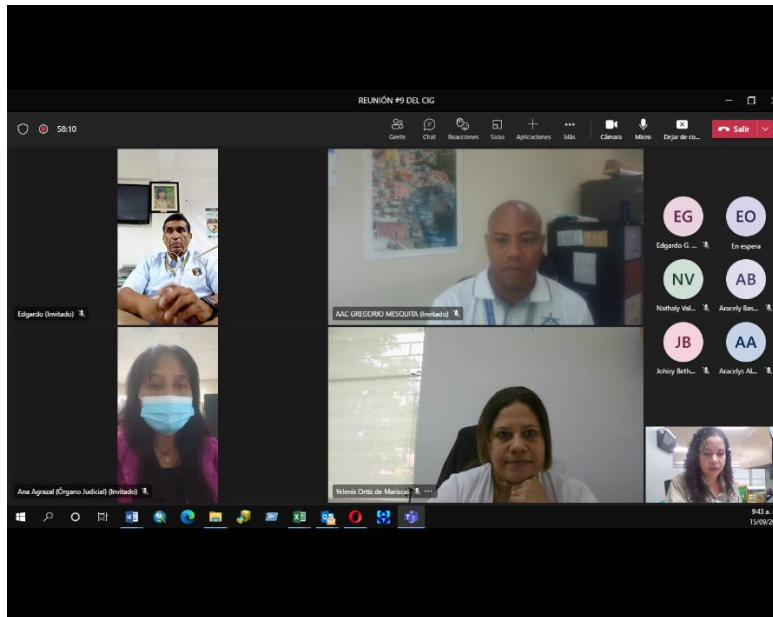 REUNIÓN #9 DEL CIG
58:10
Gente
Chat
Reacciones
Salas
Aplicaciones
Más
Cámara
Micro
Dejar de co...
Salir
Edgardo (Invitado)
AAC GREGORIO MESQUITA (Invitado)
EG
EO
Edgardo G. ...
En espera
NV
AB
Nathaly Val...
Aracely Bas...
JB
AA
Johisy Beth...
Aracelys Al...
Ana Agrazal (Órgano Judicial) (Invitado)
Yelenis Ortiz de Mariscal
9:43 a.
15/09/20